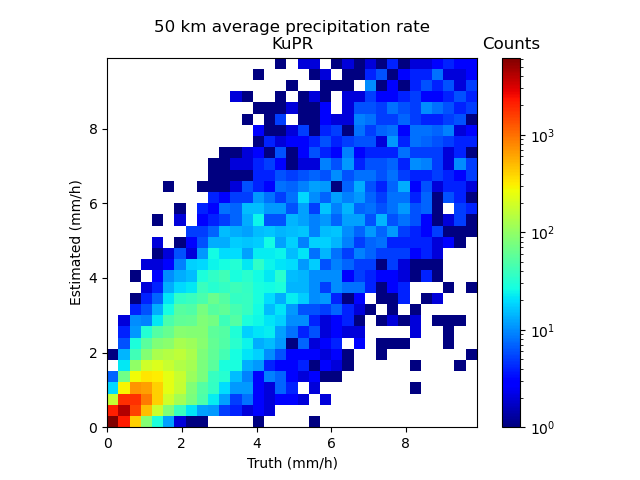 50 km average precipitation rate
KuPR
Counts
Estimated (mm/h)
8
6
4
2
0
0 2 4 6 8
Truth (mm/h)
10³
10²
10¹
10⁰